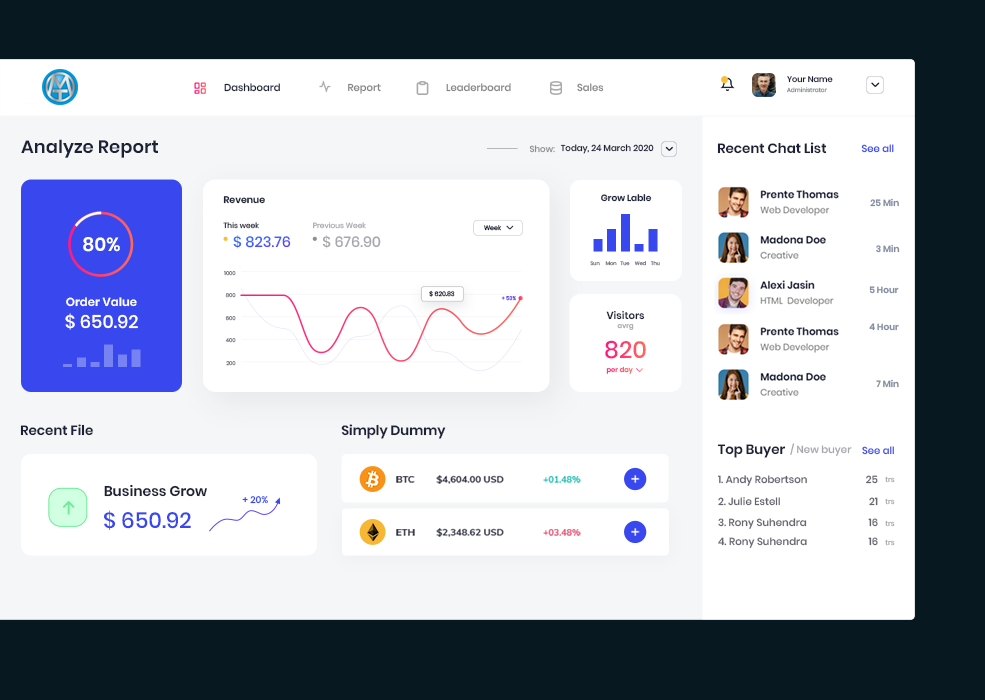 Dashboard
Report
Leaderboard
Sales
Your Name
Administrator
Analyze Report
Show: Today, 24 March 2020
80%
Order Value
$ 650.92
Revenue
This week
$ 823.76
Previous Week
$ 676.90
Week
1000
800
600
400
200
$ 620.83
+ 53%
Grow Lable
Sun Mon Tue Wed Thu
Visitors
avrg
820
per day
Recent File
Business Grow
$ 650.92
+ 20%
Simply Dummy
BTC $4,604.00 USD +01.48% +
ETH $2,348.62 USD +03.48% +
Recent Chat List See all
Prente Thomas
Web Developer
25 Min
Madona Doe
Creative
3 Min
Alexi Jasin
HTML Developer
5 Hour
Prente Thomas
Web Developer
4 Hour
Madona Doe
Creative
7 Min
Top Buyer / New buyer See all
1. Andy Robertson 25 trs
2. Julie Estell 21 trs
3. Rony Suhendra 16 trs
4. Rony Suhendra 16 trs